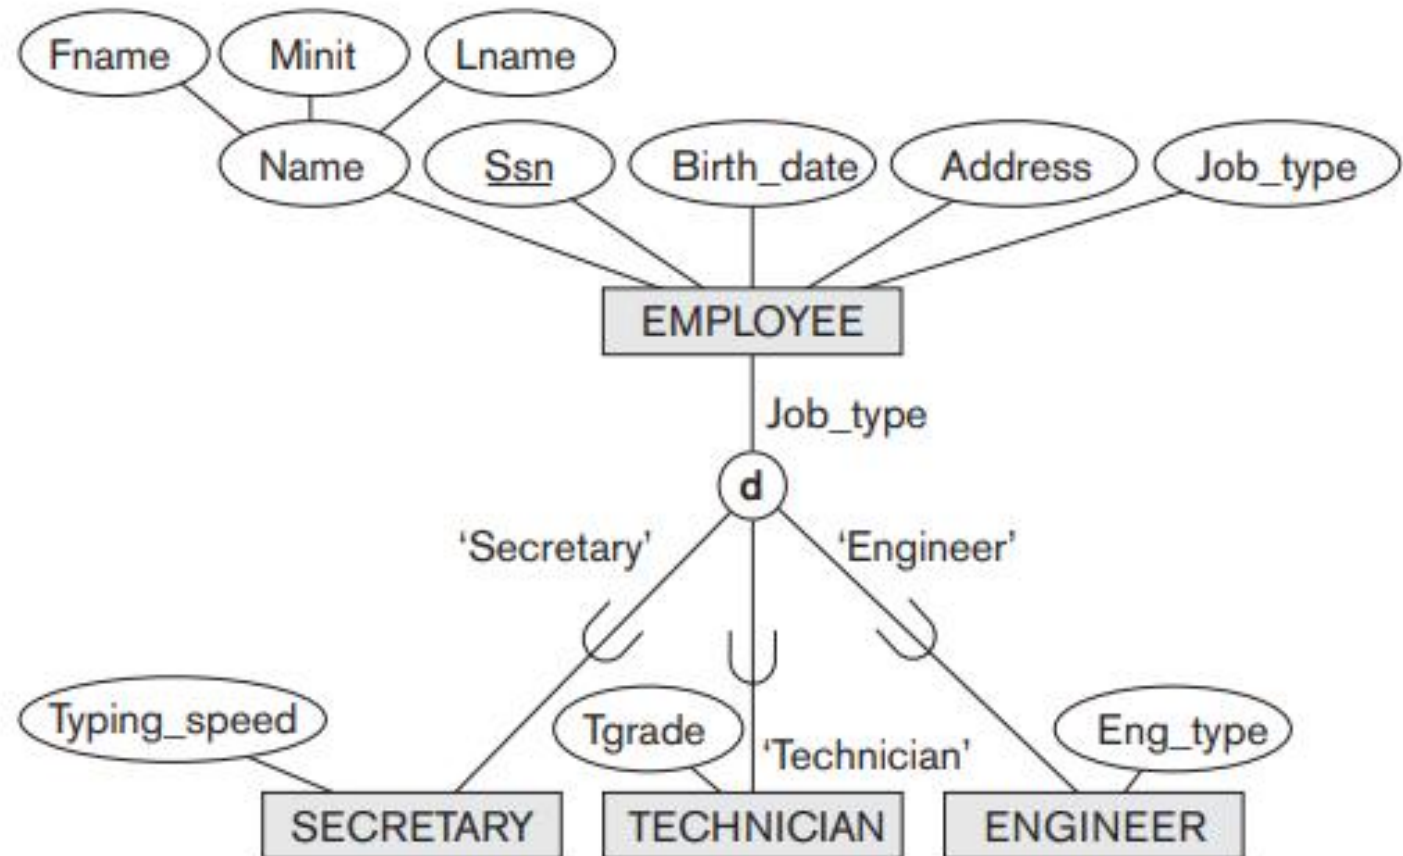 Fname Minit Lname
Name Ssn Birth_date Address Job_type
EMPLOYEE
Job_type
d
‘Secretary’ ‘Engineer’
Typing_speed Tgrade Eng_type
‘Technician’
SECRETARY TECHNICIAN ENGINEER